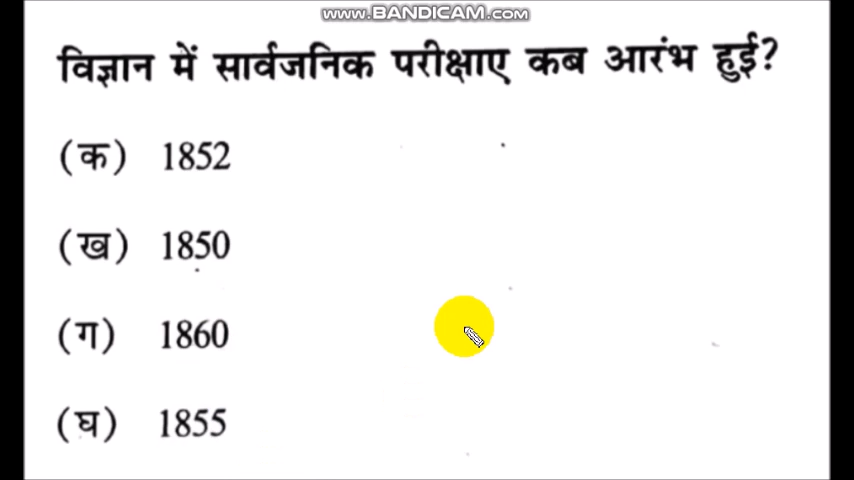 www.BANDICAM.com
विज्ञान में सार्वजनिक परीक्षाए कब आरंभ हुई?
(क) 1852
(ख) 1850
(ग) 1860
(घ) 1855